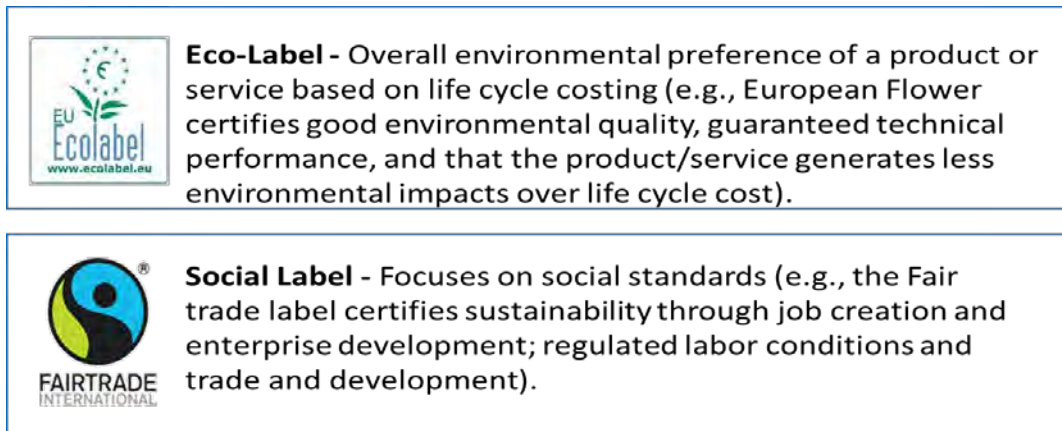 EU
Ecolabel
www.ecolabel.eu
Eco-Label - Overall environmental preference of a product or
service based on life cycle costing (e.g., European Flower
certifies good environmental quality, guaranteed technical
performance, and that the product/service generates less
environmental impacts over life cycle cost).
®
FAIRTRADE
INTERNATIONAL
Social Label - Focuses on social standards (e.g., the Fair
trade label certifies sustainability through job creation and
enterprise development; regulated labor conditions and
trade and development).